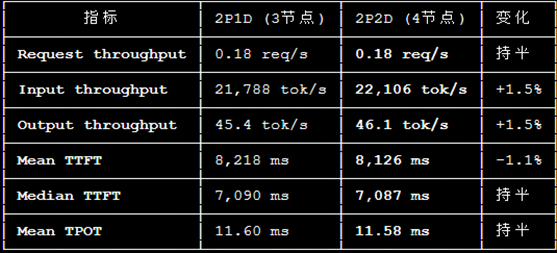 指标 2P1D (3节点) 2P2D (4节点) 变化
Request throughput 0.18 req/s 0.18 req/s 持平
Input throughput 21,788 tok/s 22,106 tok/s +1.5%
Output throughput 45.4 tok/s 46.1 tok/s +1.5%
Mean TTFT 8,218 ms 8,126 ms -1.1%
Median TTFT 7,090 ms 7,087 ms 持平
Mean TPOT 11.60 ms 11.58 ms 持平